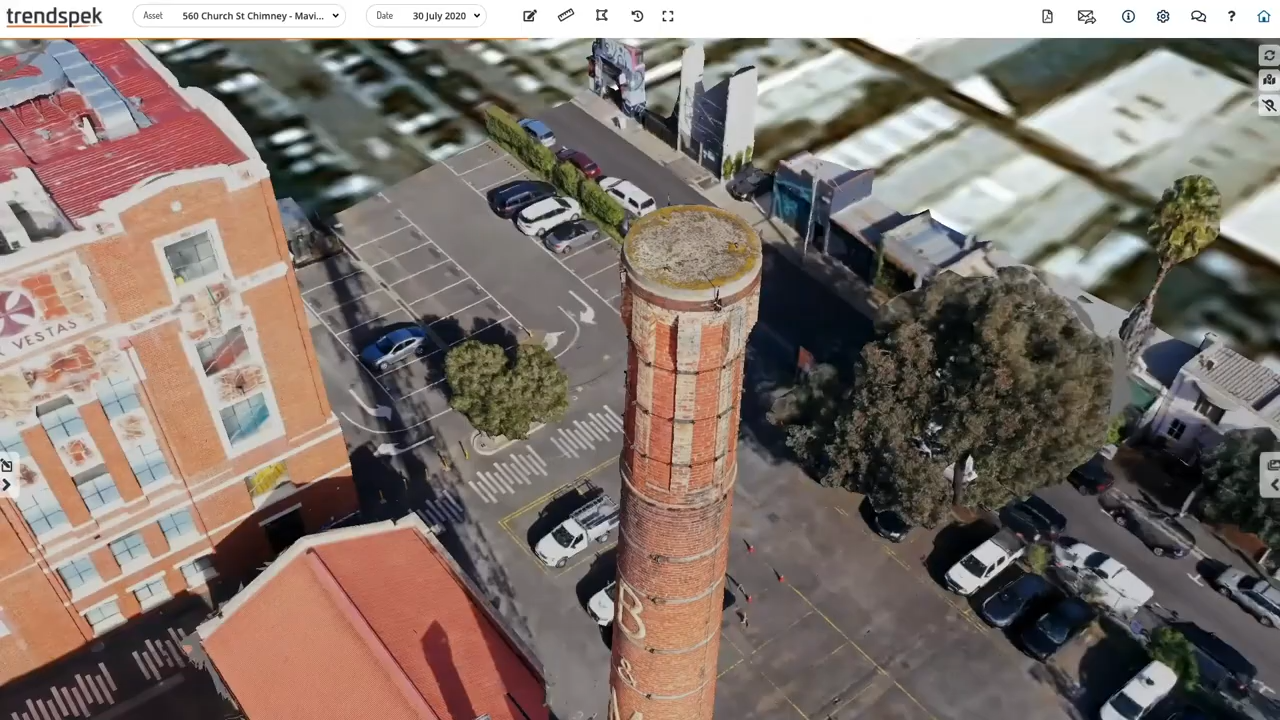 trendspek
Asset 560 Church St Chimney - Mavi...
Date 30 July 2020
VESTAS
B
&